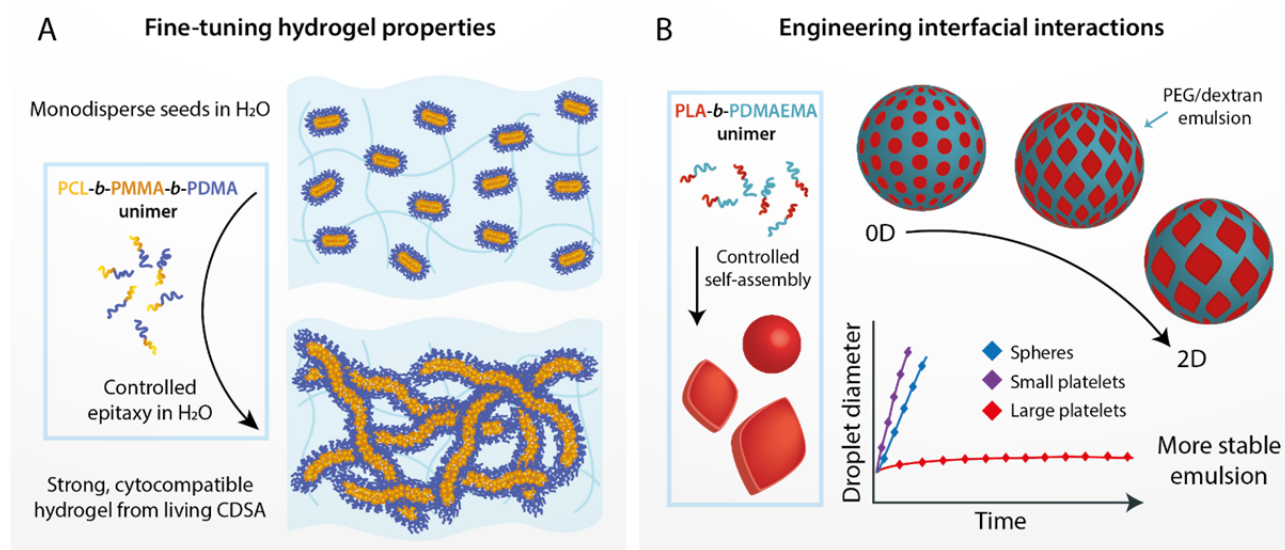 A
Fine-tuning hydrogel properties
Monodisperse seeds in H₂O
PCL-b-PMMA-b-PDMA
unimer
Controlled
epitaxy in H₂O
Strong, cytocompatible
hydrogel from living CDSA
B
Engineering interfacial interactions
PLA-b-PDMAEMA
unimer
Controlled
self-assembly
PEG/dextran
emulsion
0D
2D
Droplet diameter
Spheres
Small platelets
Large platelets
Time
More stable
emulsion